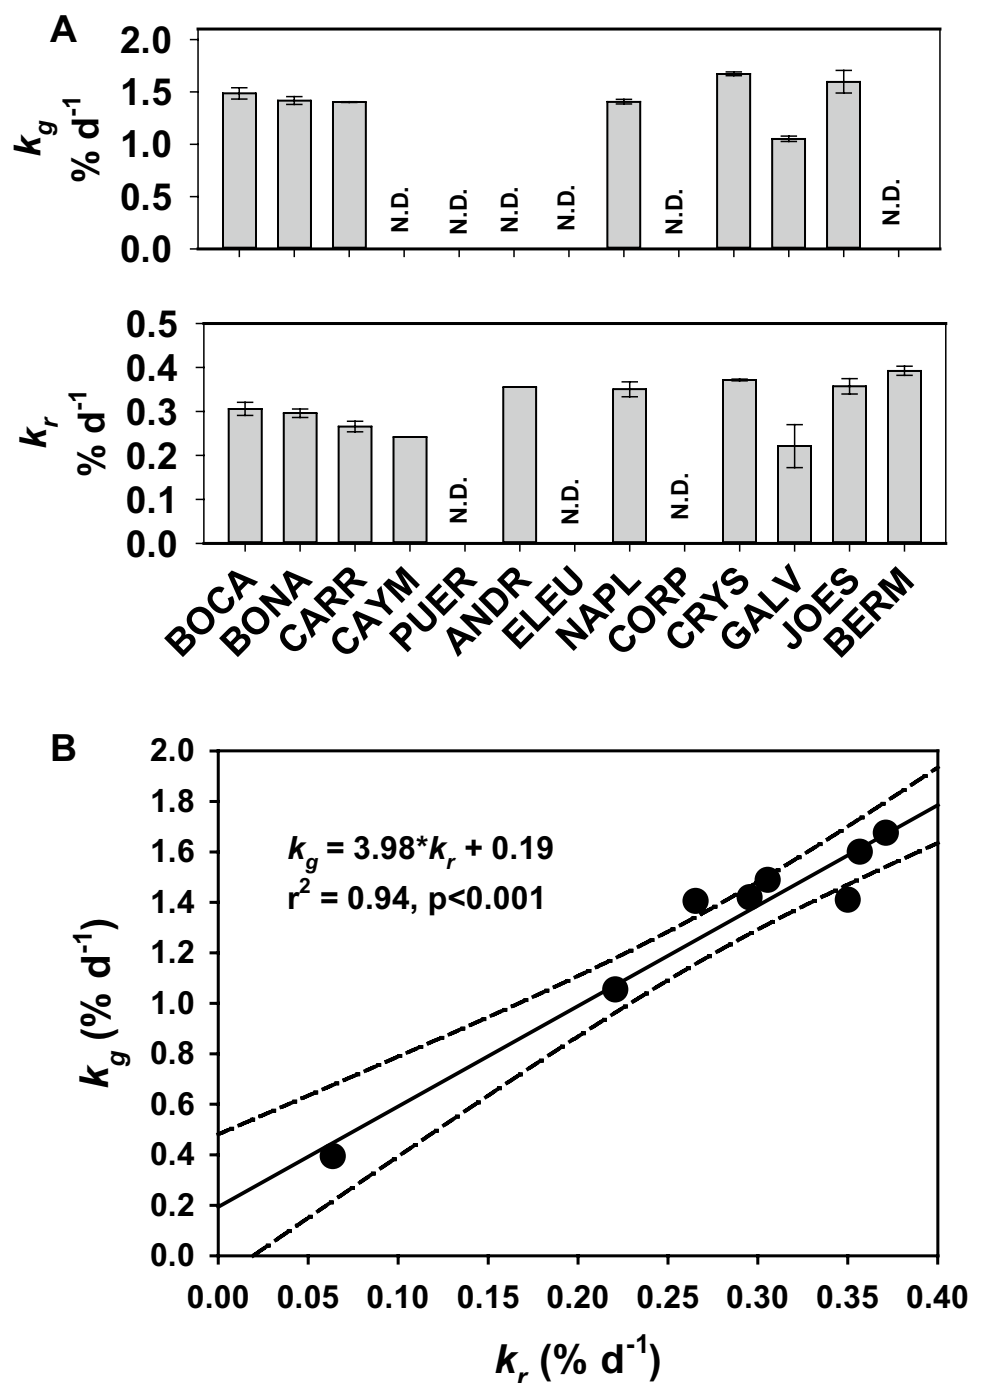 A
2.0
1.5
1.0
0.5
0.0
k_g
% d^-1
N.D.
N.D.
N.D.
N.D.
N.D.
N.D.
0.5
0.4
0.3
0.2
0.1
0.0
k_r
% d^-1
N.D.
N.D.
N.D.
BOCA
BONA
CARR
CAYM
PUER
ANDR
ELEU
NAPL
CORP
CRYS
GALV
JOES
BERM
B
2.0
1.8
1.6
1.4
1.2
1.0
0.8
0.6
0.4
0.2
0.0
k_g (% d^-1)
k_g = 3.98*k_r + 0.19
r^2 = 0.94, p<0.001
0.00 0.05 0.10 0.15 0.20 0.25 0.30 0.35 0.40
k_r (% d^-1)